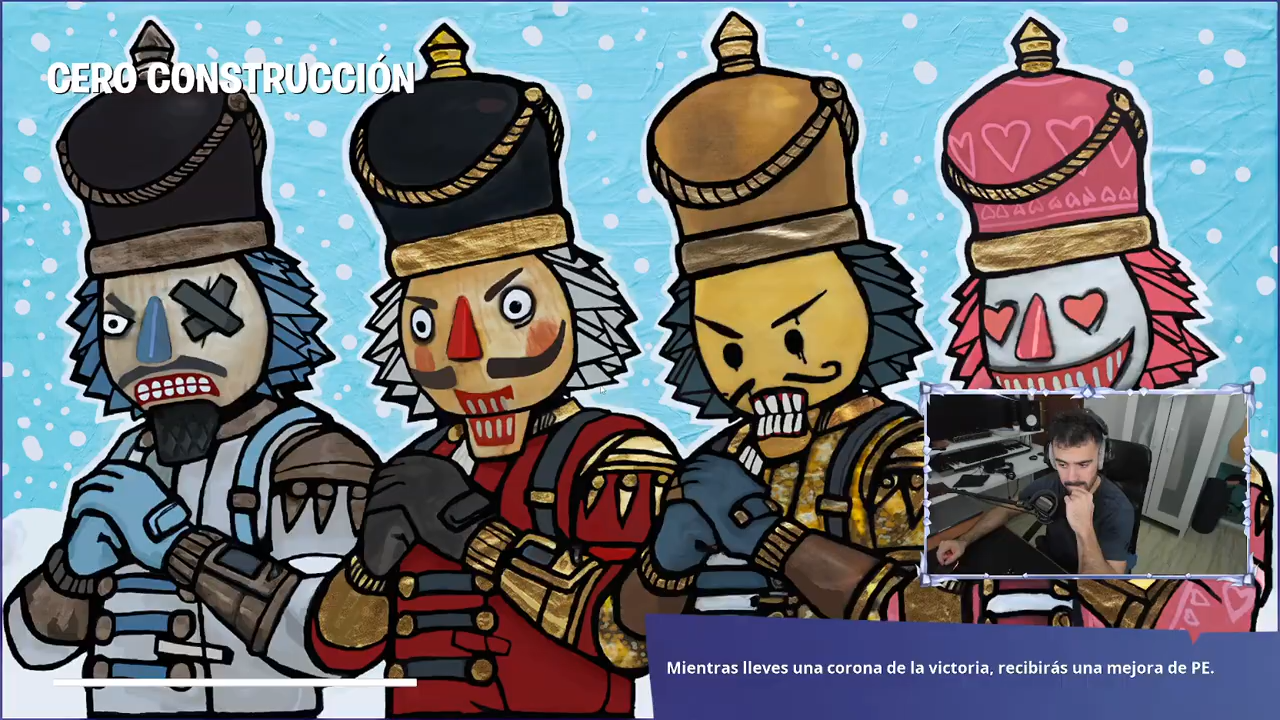 CERO CONSTRUCCIÓN
Mientras lleves una corona de la victoria, recibirás una mejora de PE.